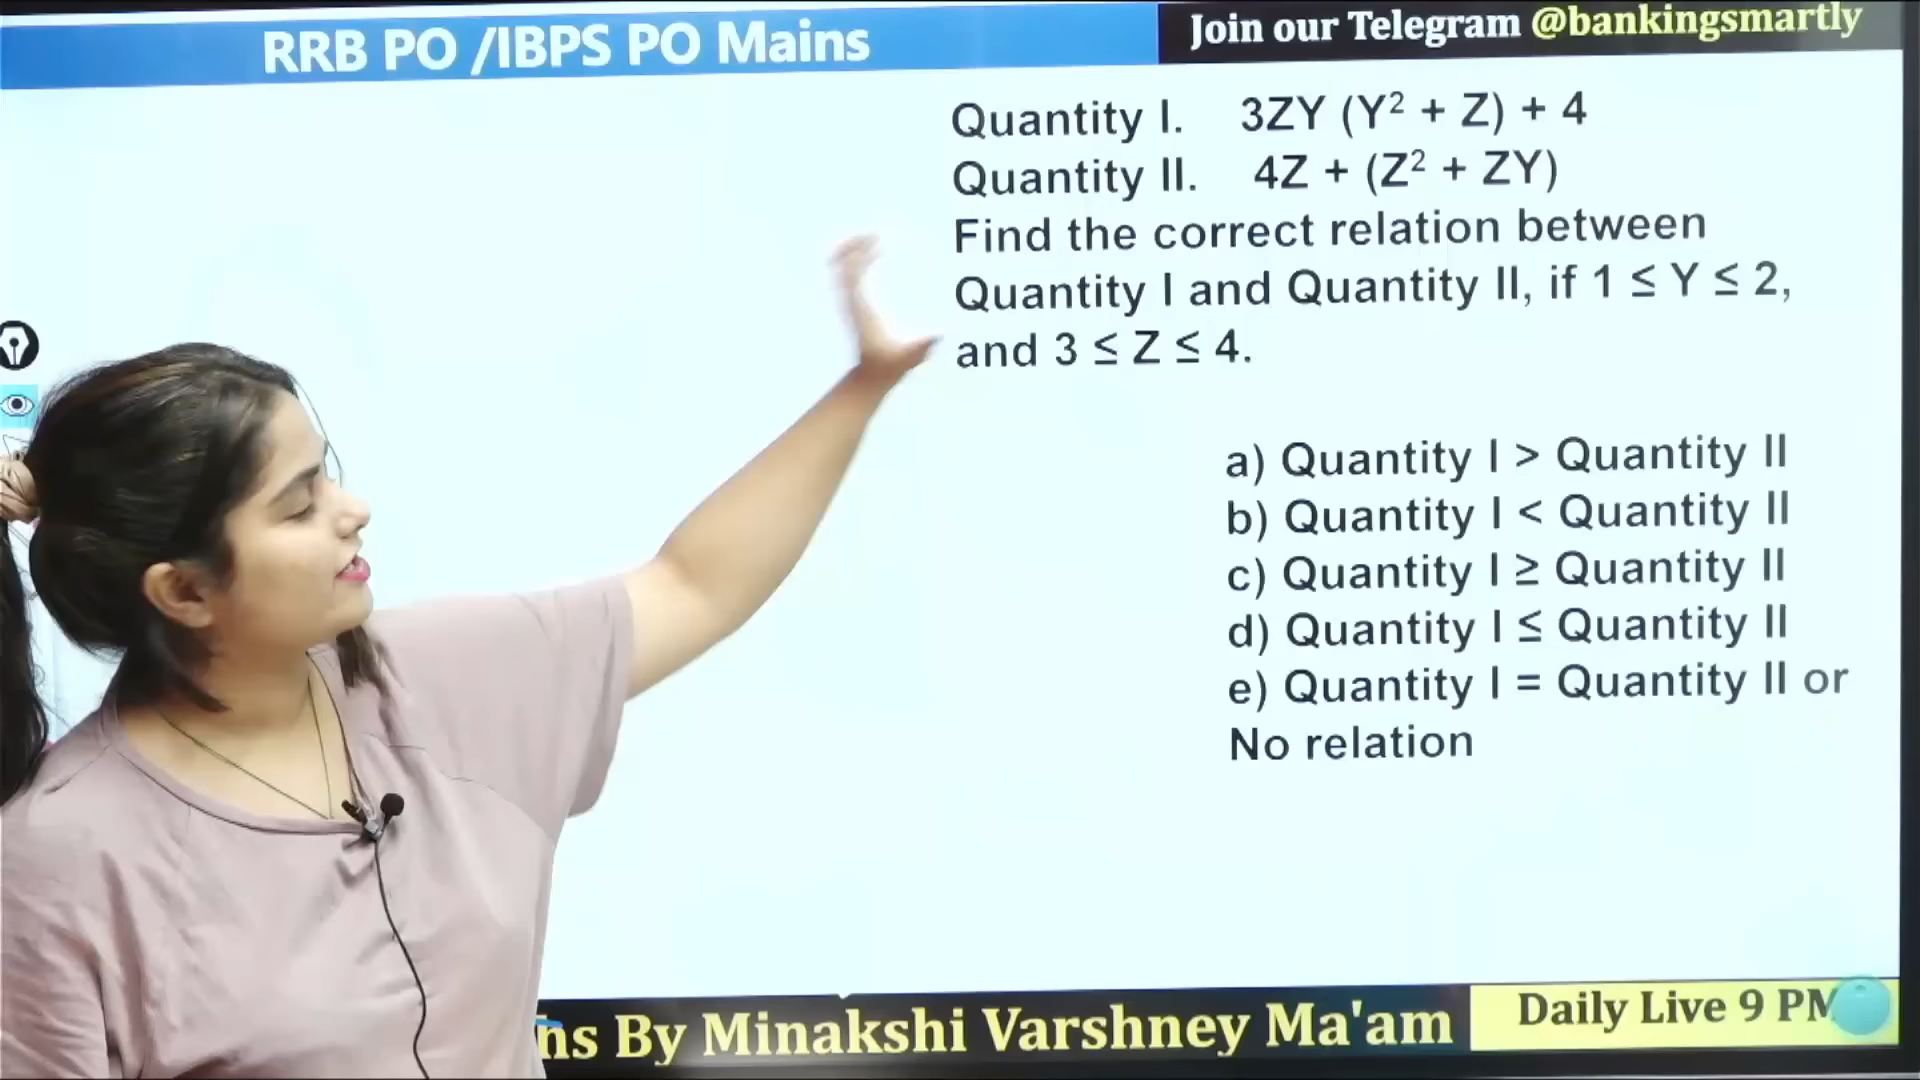 RRB PO /IBPS PO Mains
Join our Telegram @bankingsmartly
Quantity I. 3ZY (Y² + Z) + 4
Quantity II. 4Z + (Z² + ZY)
Find the correct relation between
Quantity I and Quantity II, if 1 ≤ Y ≤ 2,
and 3 ≤ Z ≤ 4.
a) Quantity I > Quantity II
b) Quantity I < Quantity II
c) Quantity I ≥ Quantity II
d) Quantity I ≤ Quantity II
e) Quantity I = Quantity II or
No relation
By Minakshi Varshney Ma'am
Daily Live 9 PM